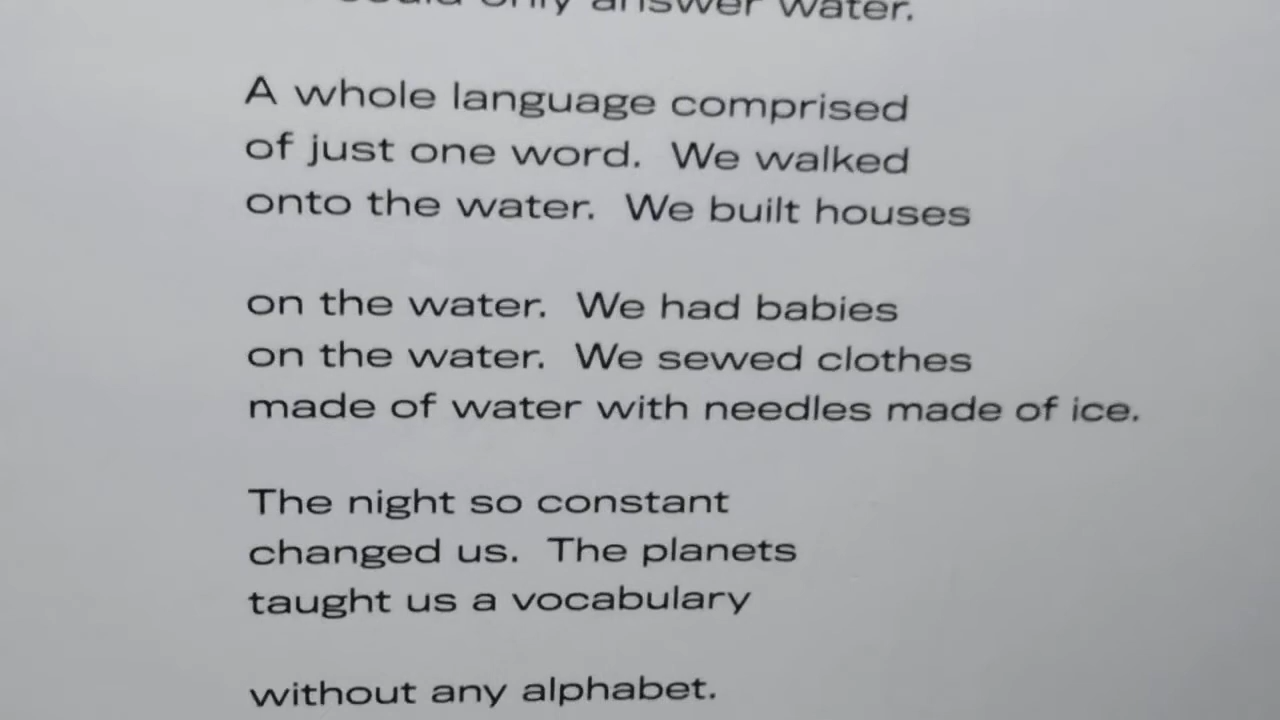 could only answer water.
A whole language comprised
of just one word.  We walked
onto the water.  We built houses
on the water.  We had babies
on the water.  We sewed clothes
made of water with needles made of ice.
The night so constant
changed us.  The planets
taught us a vocabulary
without any alphabet.